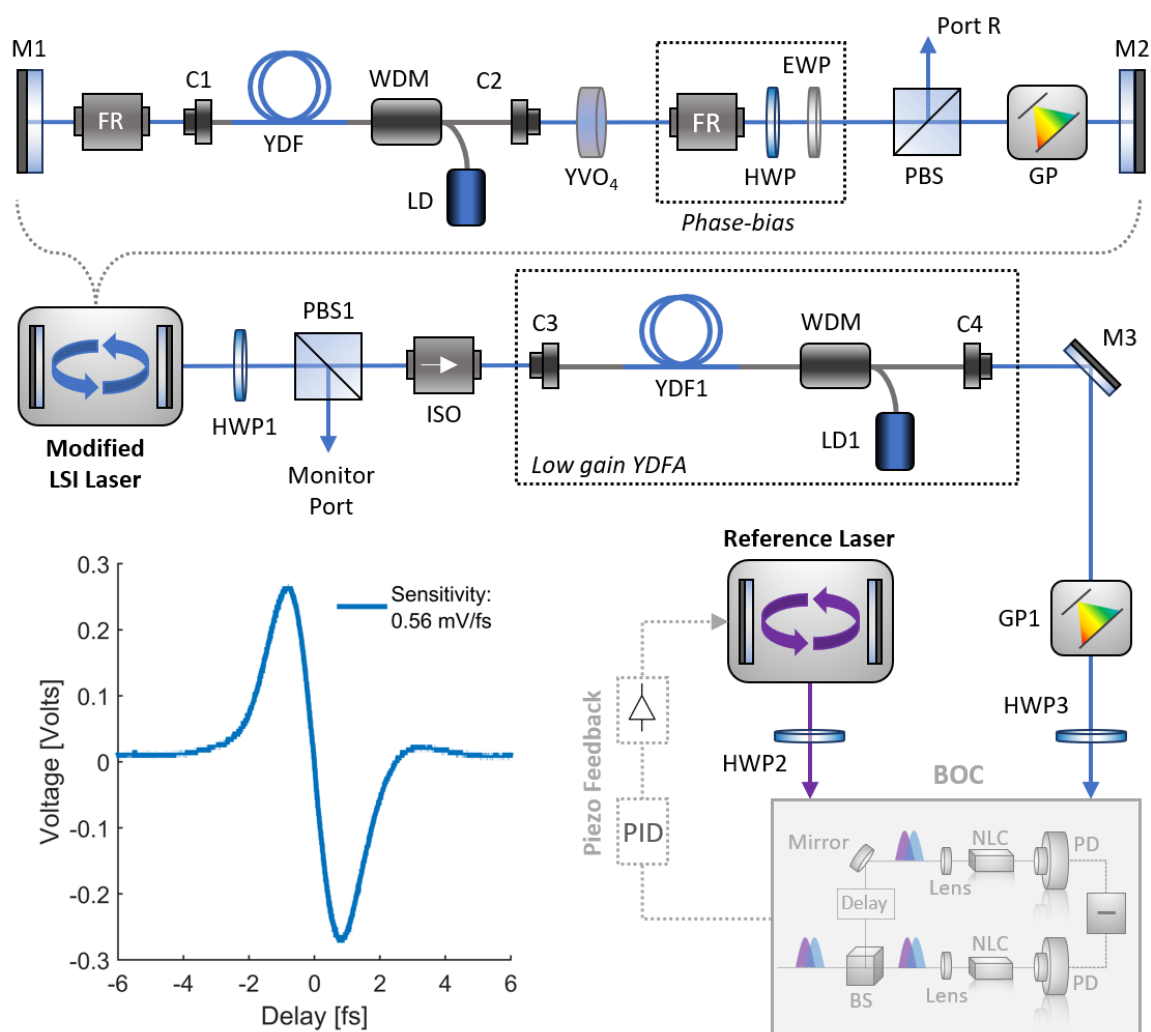 Port R
M1
M2
C1
WDM
C2
EWP
FR
FR
YDF
LD
YVO4
HWP
PBS
GP
Phase-bias
PBS1
C3
WDM
C4
M3
HWP1
ISO
YDF1
LD1
Modified
LSI Laser
Monitor
Port
Low gain YDFA
Reference Laser
GP1
HWP2
HWP3
Piezo Feedback
PID
BOC
Mirror
NLC
PD
Lens
Delay
NLC
BS
Lens
PD
Sensitivity:
0.56 mV/fs
Voltage [Volts]
0.3
0.2
0.1
0
-0.1
-0.2
-0.3
-6
-4
-2
0
2
4
6
Delay [fs]